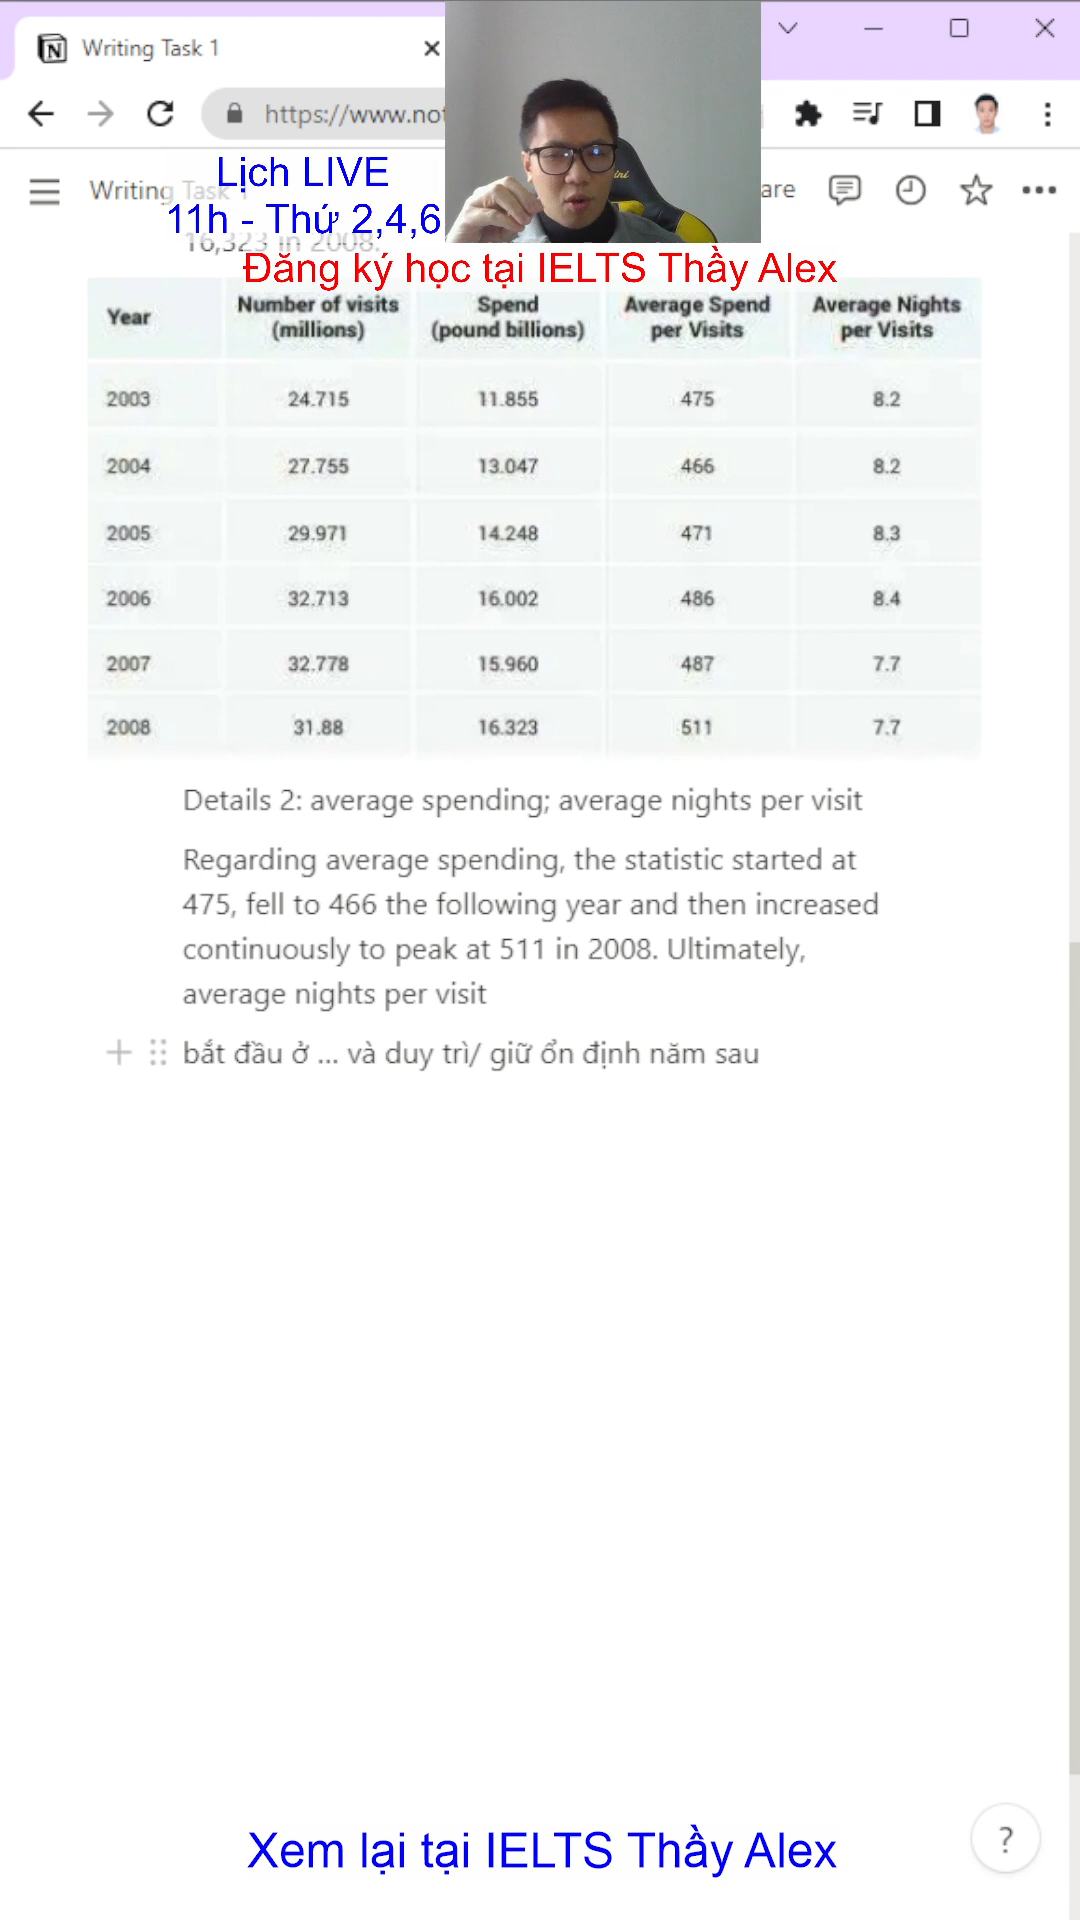 Writing Task 1
https://www.not
Lịch LIVE
Writing Task
are
11h - Thứ 2,4,6
16,323 in 2008.
Đăng ký học tại IELTS Thầy Alex
Year Number of visits (millions) Spend (pound billions) Average Spend per Visits Average Nights per Visits
2003 24.715 11.855 475 8.2
2004 27.755 13.047 466 8.2
2005 29.971 14.248 471 8.3
2006 32.713 16.002 486 8.4
2007 32.778 15.960 487 7.7
2008 31.88 16.323 511 7.7
Details 2: average spending; average nights per visit
Regarding average spending, the statistic started at
475, fell to 466 the following year and then increased
continuously to peak at 511 in 2008. Ultimately,
average nights per visit
bắt đầu ở ... và duy trì/ giữ ổn định năm sau
Xem lại tại IELTS Thầy Alex
?